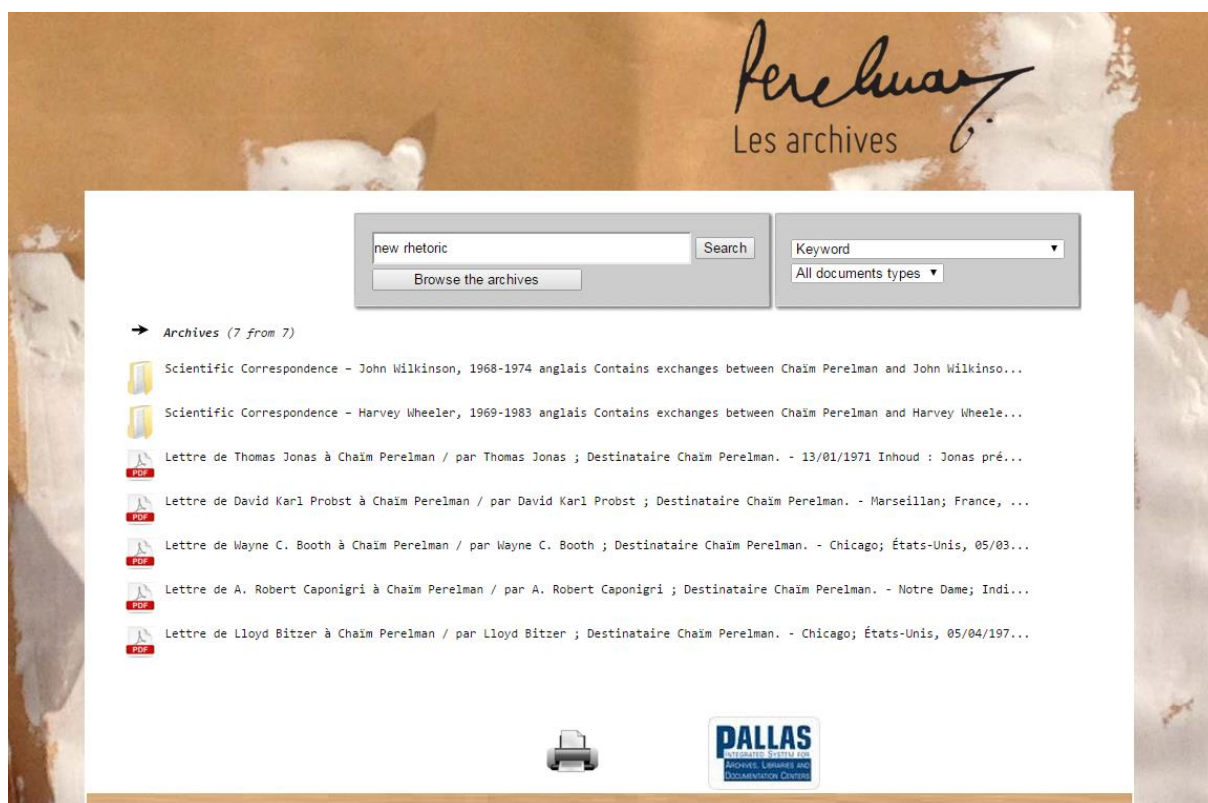 Perelman
Les archives
new rhetoric
Search
Keyword
Browse the archives
All documents types
Archives (7 from 7)
Scientific Correspondence – John Wilkinson, 1968-1974 anglais Contains exchanges between Chaïm Perelman and John Wilkinso...
Scientific Correspondence – Harvey Wheeler, 1969-1983 anglais Contains exchanges between Chaïm Perelman and Harvey Wheele...
Lettre de Thomas Jonas à Chaïm Perelman / par Thomas Jonas ; Destinataire Chaïm Perelman. - 13/01/1971 Inhoud : Jonas pré...
PDF
Lettre de David Karl Probst à Chaïm Perelman / par David Karl Probst ; Destinataire Chaïm Perelman. - Marseillan; France, ...
PDF
Lettre de Wayne C. Booth à Chaïm Perelman / par Wayne C. Booth ; Destinataire Chaïm Perelman. - Chicago; États-Unis, 05/03...
PDF
Lettre de A. Robert Caponigri à Chaïm Perelman / par A. Robert Caponigri ; Destinataire Chaïm Perelman. - Notre Dame; Indi...
PDF
Lettre de Lloyd Bitzer à Chaïm Perelman / par Lloyd Bitzer ; Destinataire Chaïm Perelman. - Chicago; États-Unis, 05/04/197...
PDF
PALLAS
INTEGRATED SYSTEM FOR
ARCHIVES, LIBRARIES AND
DOCUMENTATION CENTERS